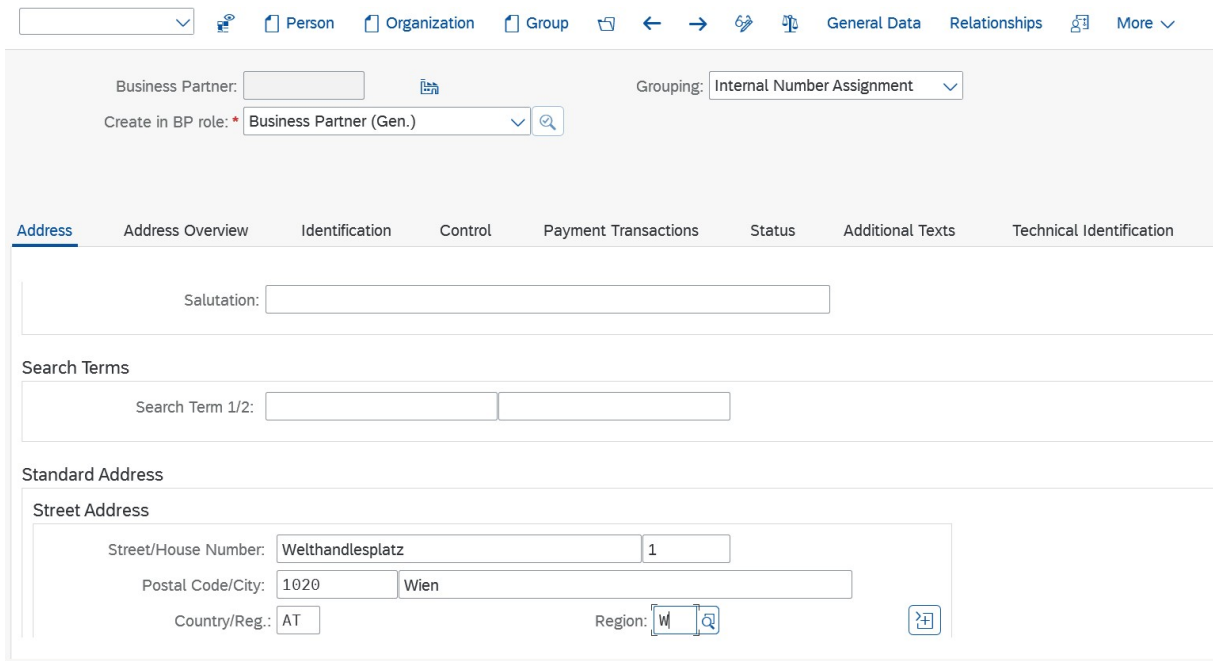 Person Organization Group General Data Relationships More
Business Partner: Grouping: Internal Number Assignment
Create in BP role: * Business Partner (Gen.)
Address Address Overview Identification Control Payment Transactions Status Additional Texts Technical Identification
Salutation:
Search Terms
Search Term 1/2:
Standard Address
Street Address
Street/House Number: Welthandlesplatz 1
Postal Code/City: 1020 Wien
Country/Reg.: AT Region: W